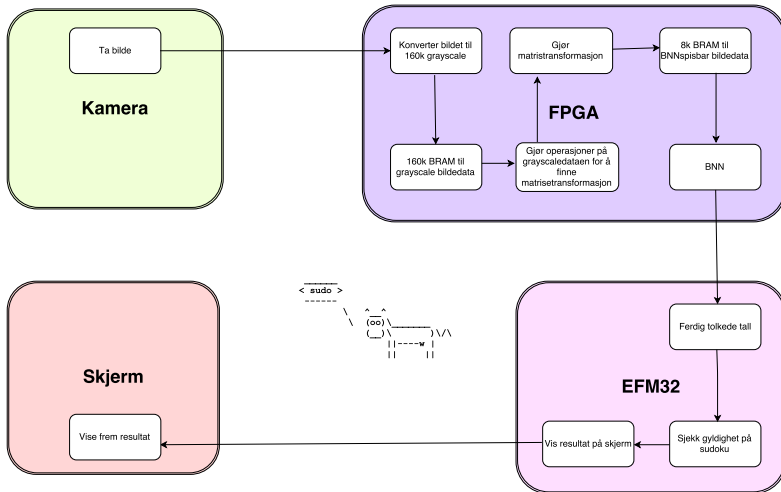 Ta bilde
Kamera
Konverter bildet til
160k grayscale
Gjør
matristransformasjon
8k BRAM til
BNNspisbar bildedata
FPGA
160k BRAM til
grayscale bildedata
Gjør operasjoner på
grayscaledataen for å
finne
matrisetransformasjon
BNN
< sudo >
(oo)
Ferdig tolkede tall
EFM32
Sjekk gyldighet på
sudoku
Vis resultat på skjerm
Skjerm
Vise frem resultat